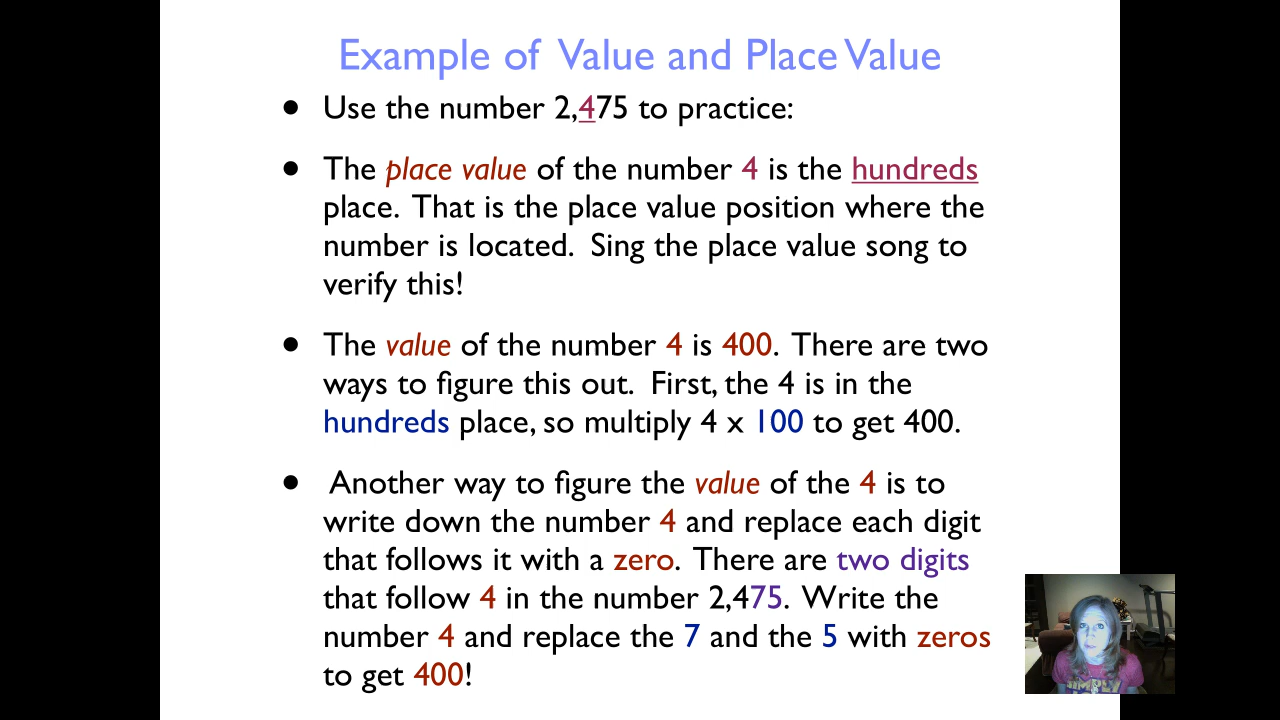 Example of Value and Place Value
• Use the number 2,475 to practice:
• The place value of the number 4 is the hundreds
place. That is the place value position where the
number is located. Sing the place value song to
verify this!
• The value of the number 4 is 400. There are two
ways to figure this out. First, the 4 is in the
hundreds place, so multiply 4 x 100 to get 400.
• Another way to figure the value of the 4 is to
write down the number 4 and replace each digit
that follows it with a zero. There are two digits
that follow 4 in the number 2,475. Write the
number 4 and replace the 7 and the 5 with zeros
to get 400!